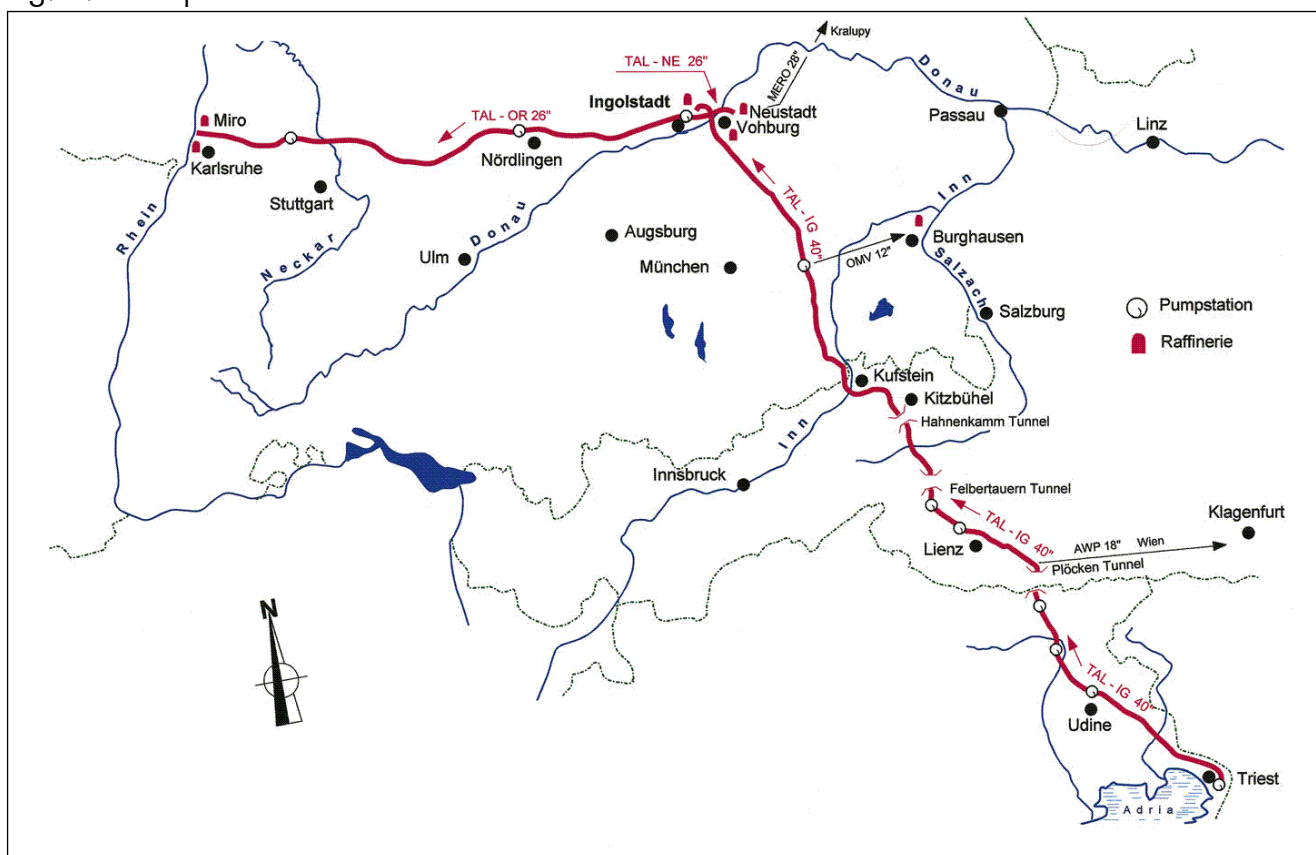 Kralupy
MERO 28"
TAL - NE 26"
Donau
Ingolstadt
Neustadt
Vohburg
Passau
Linz
TAL - OR 26"
Miro
Karlsruhe
Nördlingen
Stuttgart
Rhein
Neckar
Ulm
Donau
Augsburg
München
TAL - IG 40"
OMV 12"
Inn
Burghausen
Salzach
Salzburg
Pumpstation
Raffinerie
Kufstein
Kitzbühel
Hahnenkamm Tunnel
Inn
Innsbruck
Felbertauern Tunnel
TAL - IG 40"
Lienz
Klagenfurt
AWP 18" Wien
Plöcken Tunnel
N
TAL - IG 40"
Udine
Triest
Adria